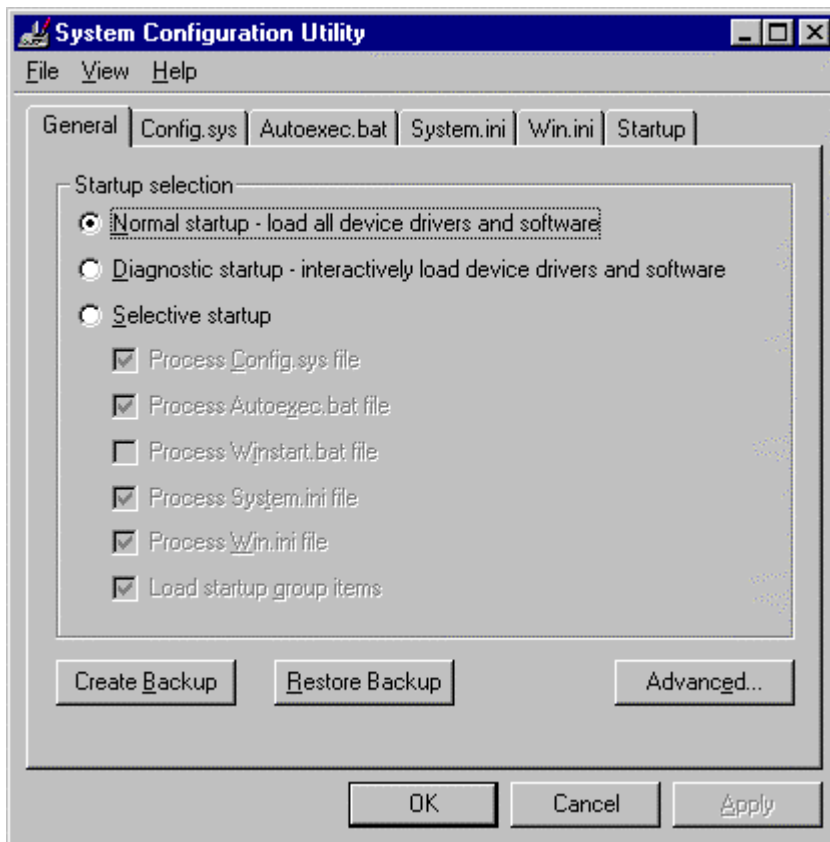 System Configuration Utility
File View Help
General Config.sys Autoexec.bat System.ini Win.ini Startup
Startup selection
Normal startup - load all device drivers and software
Diagnostic startup - interactively load device drivers and software
Selective startup
Process Config.sys file
Process Autoexec.bat file
Process Winstart.bat file
Process System.ini file
Process Win.ini file
Load startup group items
Create Backup Restore Backup Advanced...
OK Cancel Apply